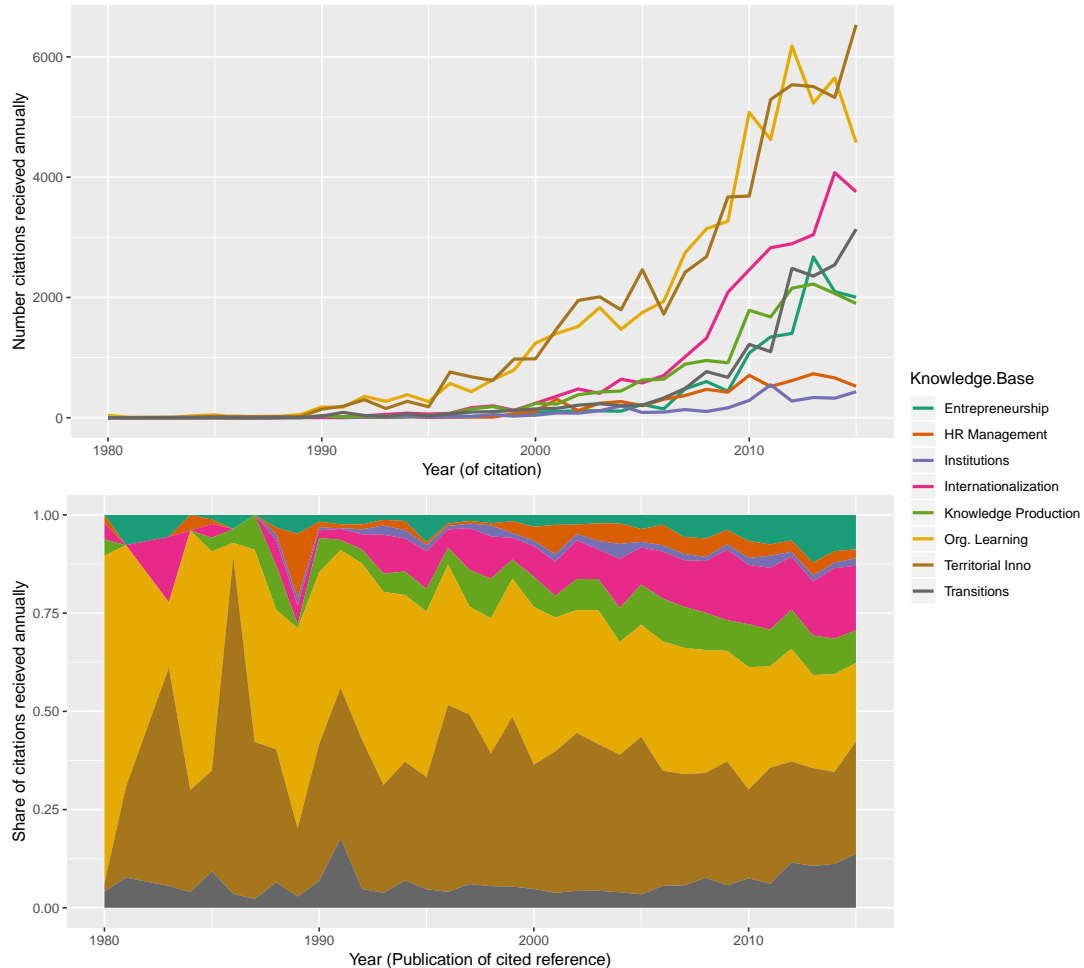 Number citations recieved annually
6000
4000
2000
0
1980
1990
2000
2010
Year (of citation)
Share of citations recieved annually
1.00
0.75
0.50
0.25
0.00
1980
1990
2000
2010
Year (Publication of cited reference)
Knowledge.Base
Entrepreneurship
HR Management
Institutions
Internationalization
Knowledge Production
Org. Learning
Territorial Inno
Transitions